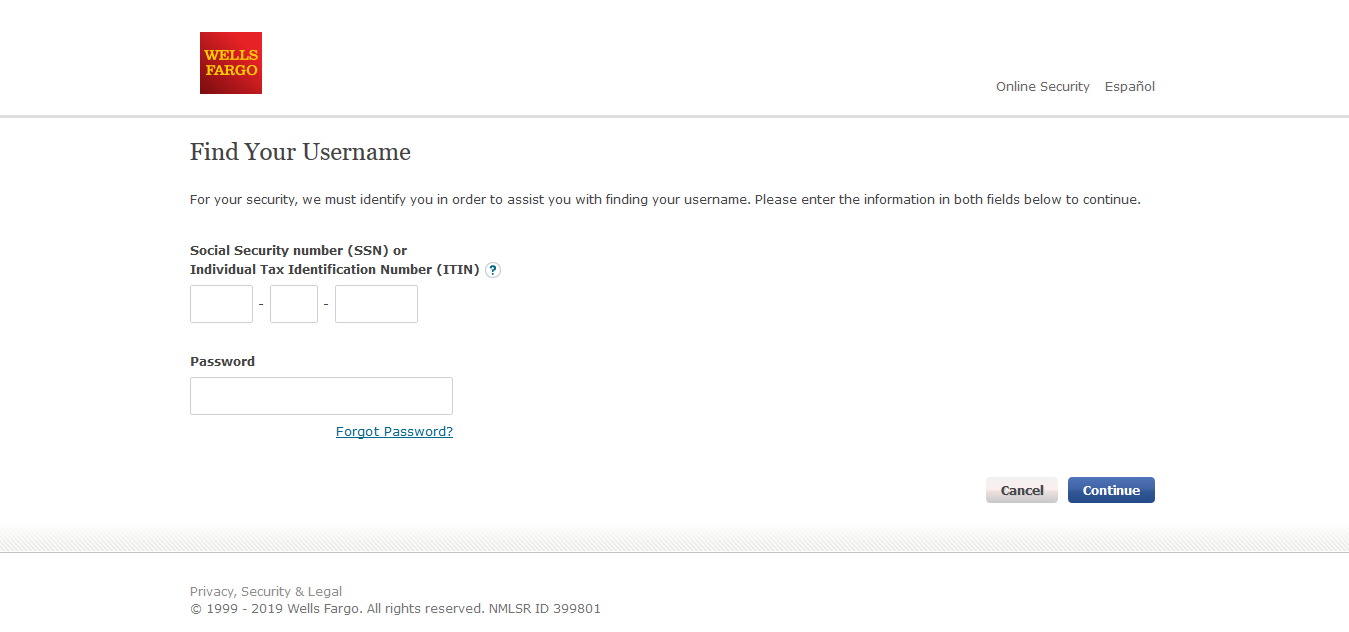 WELLS
FARGO
Online Security Español
Find Your Username
For your security, we must identify you in order to assist you with finding your username. Please enter the information in both fields below to continue.
Social Security number (SSN) or
Individual Tax Identification Number (ITIN) ?
- -
Password
Forgot Password?
Cancel Continue
Privacy, Security & Legal
© 1999 - 2019 Wells Fargo. All rights reserved. NMLSR ID 399801